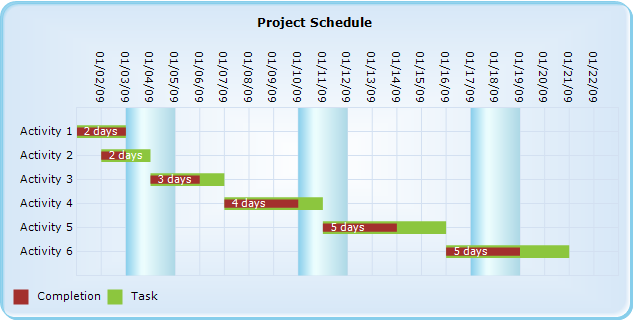 Project Schedule
01/02/09
01/03/09
01/04/09
01/05/09
01/06/09
01/07/09
01/08/09
01/09/09
01/10/09
01/11/09
01/12/09
01/13/09
01/14/09
01/15/09
01/16/09
01/17/09
01/18/09
01/19/09
01/20/09
01/21/09
01/22/09
Activity 1 2 days
Activity 2 2 days
Activity 3 3 days
Activity 4 4 days
Activity 5 5 days
Activity 6 5 days
Completion Task